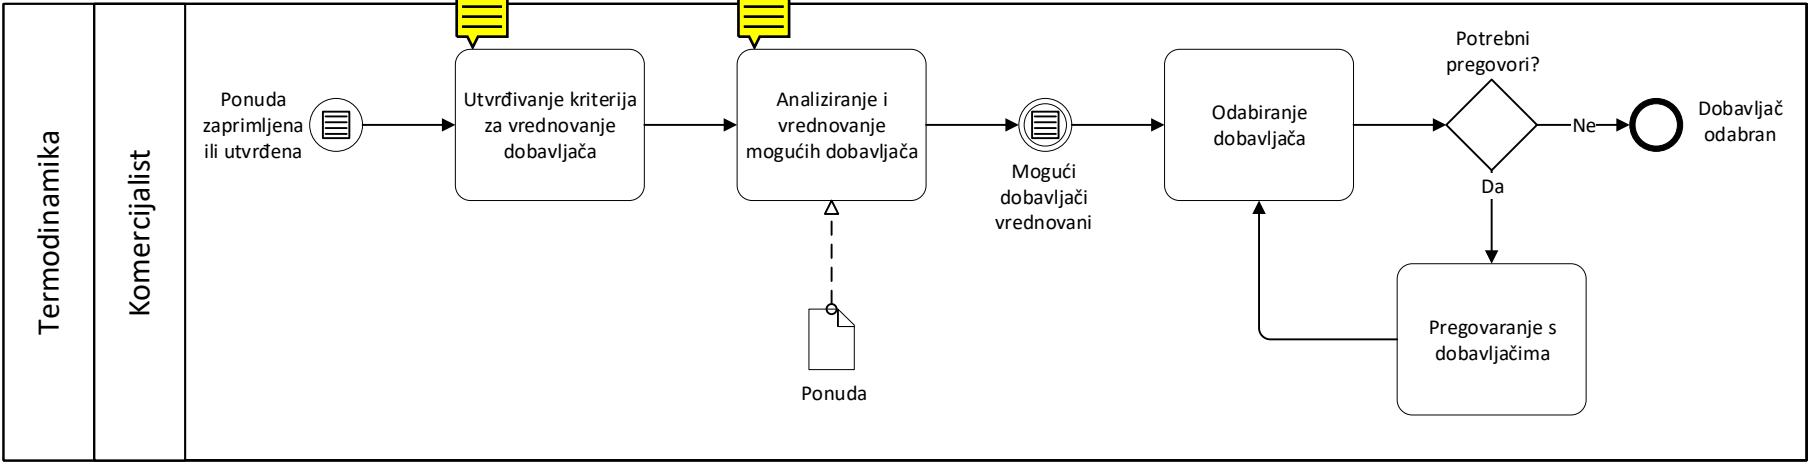 Termodinamika
Komercijalist
Ponuda
zaprimljena
ili utvrđena
Utvrđivanje kriterija
za vrednovanje
dobavljača
Analiziranje i
vrednovanje
mogućih dobavljača
Ponuda
Mogući
dobavljači
vrednovani
Odabiranje
dobavljača
Potrebni
pregovori?
Ne
Dobavljač
odabran
Da
Pregovaranje s
dobavljačima